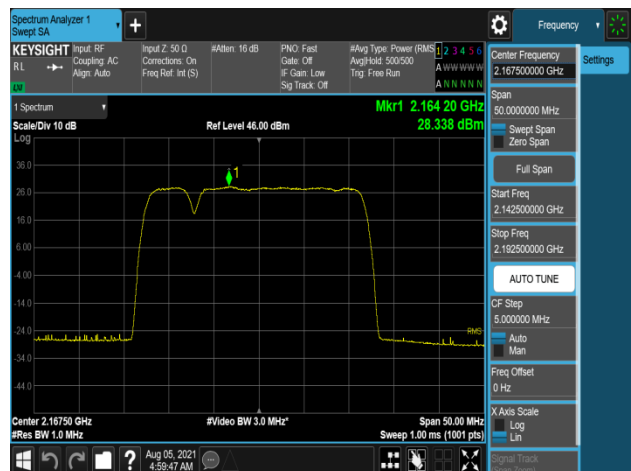 Spectrum Analyzer 1
Swept SA
+
Frequency
KEYSIGHT
RL
LXI
Input: RF
Coupling: AC
Align: Auto
Input Z: 50 Ω
Corrections: On
Freq Ref: Int (S)
#Atten: 16 dB
PNO: Fast
Gate: Off
IF Gain: Low
Sig Track: Off
#Avg Type: Power (RMS)
Avg|Hold: 500/500
Trig: Free Run
1 2 3 4 5 6
A W W W W W
A N N N N N
1 Spectrum
Scale/Div 10 dB
Log
Ref Level 46.00 dBm
Mkr1 2.164 20 GHz
28.338 dBm
36.0
26.0
16.0
6.00
-4.00
-14.0
-24.0
-34.0
-44.0
1
RMS
Center 2.16750 GHz
#Res BW 1.0 MHz
#Video BW 3.0 MHz*
Span 50.00 MHz
Sweep 1.00 ms (1001 pts)
?
Aug 05, 2021
4:59:47 AM
Center Frequency
2.167500000 GHz
Settings
Span
50.0000000 MHz
Swept Span
Zero Span
Full Span
Start Freq
2.142500000 GHz
Stop Freq
2.192500000 GHz
AUTO TUNE
CF Step
5.000000 MHz
Auto
Man
Freq Offset
0 Hz
X Axis Scale
Log
Lin
Signal Track
(Span Zoom)